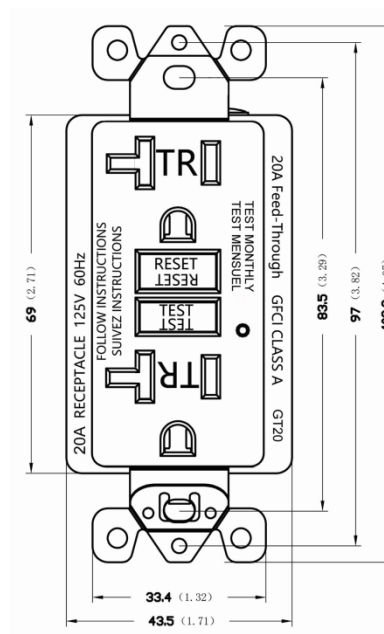 TR
RESET
RESET
TEST
TEST
TR
FOLLOW INSTRUCTIONS
SUIVEZ INSTRUCTIONS
TEST MONTHLY
TEST MENSUEL
20A RECEPTACLE 125V 60Hz
20A Feed-Through GFCI CLASS A GT20
69 (2.71)
83.5 (3.29)
97 (3.82)
33.4 (1.32)
43.5 (1.71)